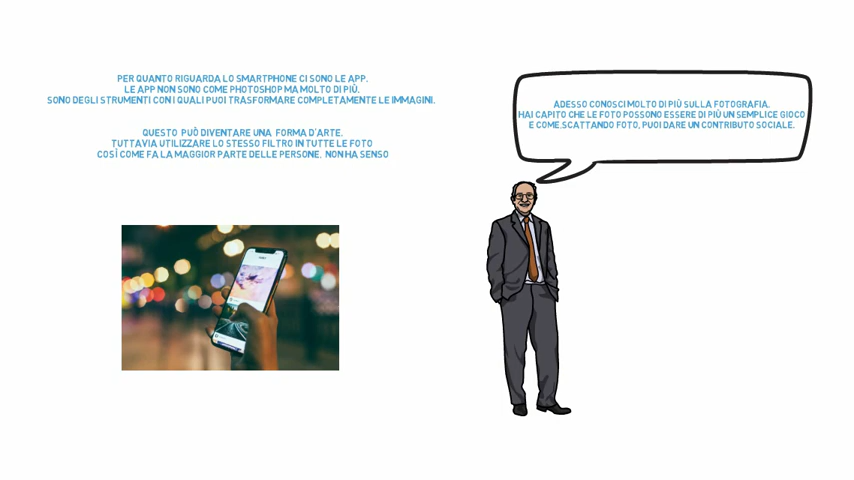 PER QUANTO RIGUARDA LO SMARTPHONE CI SONO LE APP.
LE APP NON SONO COME PHOTOSHOP MA MOLTO DI PIÙ,
SONO DEGLI STRUMENTI CON I QUALI PUOI TRASFORMARE COMPLETAMENTE LE IMMAGINI.
QUESTO PUÒ DIVENTARE UNA FORMA D'ARTE.
TUTTAVIA UTILIZZARE LO STESSO FILTRO IN TUTTE LE FOTO
COSÌ COME FA LA MAGGIOR PARTE DELLE PERSONE, NON HA SENSO
ADESSO CONOSCI MOLTO DI PIÙ SULLA FOTOGRAFIA.
HAI CAPITO CHE LE FOTO POSSONO ESSERE DI PIÙ UN SEMPLICE GIOCO
E COME,SCATTANDO FOTO, PUOI DARE UN CONTRIBUTO SOCIALE.